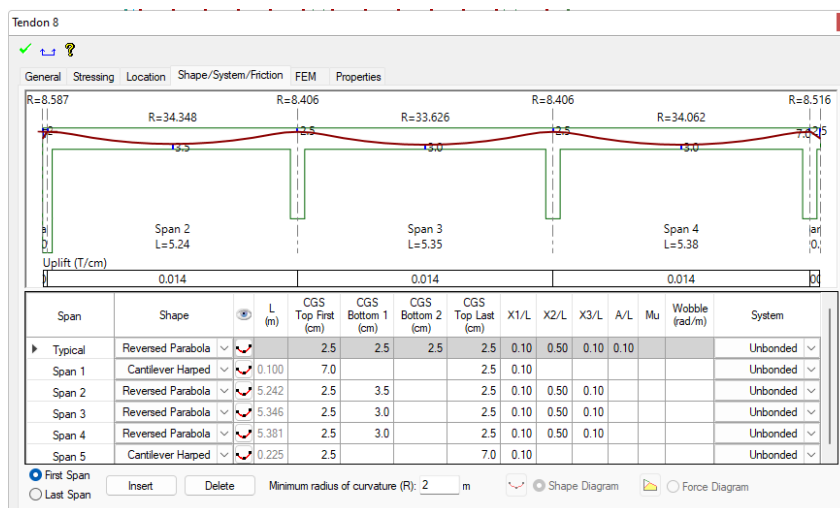 Tendon 8
General Stressing Location Shape/System/Friction FEM Properties
R=8.587 R=8.406 R=8.406 R=8.516
R=34.348 R=33.626 R=34.062
2.5 2.5 2.5
3.5 3.0 3.0
Span 2 Span 3 Span 4
L=5.24 L=5.35 L=5.38
Uplift (T/cm)
0.014 0.014 0.014
Span Shape L (m) CGS Top First (cm) CGS Bottom 1 (cm) CGS Bottom 2 (cm) CGS Top Last (cm) X1/L X2/L X3/L A/L Mu Wobble (rad/m) System
Typical Reversed Parabola 2.5 2.5 2.5 2.5 0.10 0.50 0.10 0.10 Unbonded
Span 1 Cantilever Harped 0.100 7.0 2.5 0.10 Unbonded
Span 2 Reversed Parabola 5.242 2.5 3.5 2.5 0.10 0.50 0.10 Unbonded
Span 3 Reversed Parabola 5.346 2.5 3.0 2.5 0.10 0.50 0.10 Unbonded
Span 4 Reversed Parabola 5.381 2.5 3.0 2.5 0.10 0.50 0.10 Unbonded
Span 5 Cantilever Harped 0.225 2.5 7.0 0.10 Unbonded
First Span
Last Span
Insert Delete Minimum radius of curvature (R): 2 m Shape Diagram Force Diagram